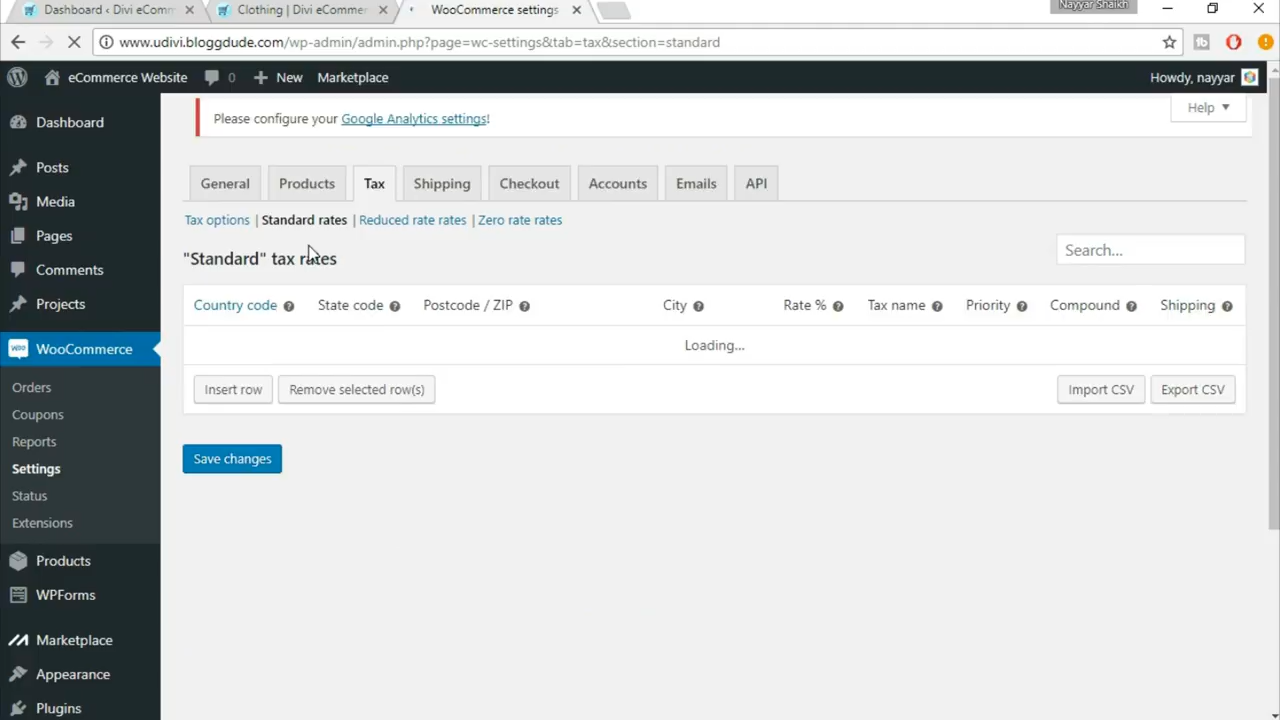 Dashboard ‹ Divi eComm
Clothing | Divi eCommer
WooCommerce settings
Nayyar Shaikh
www.udivi.bloggdude.com/wp-admin/admin.php?page=wc-settings&tab=tax&section=standard
eCommerce Website 0 New Marketplace Howdy, nayyar
Please configure your Google Analytics settings!
Help
General Products Tax Shipping Checkout Accounts Emails API
Tax options | Standard rates | Reduced rate rates | Zero rate rates
"Standard" tax rates
Search...
Country code State code Postcode / ZIP City Rate % Tax name Priority Compound Shipping
Loading...
Insert row Remove selected row(s) Import CSV Export CSV
Save changes
Dashboard
Posts
Media
Pages
Comments
Projects
WooCommerce
Orders
Coupons
Reports
Settings
Status
Extensions
Products
WPForms
Marketplace
Appearance
Plugins